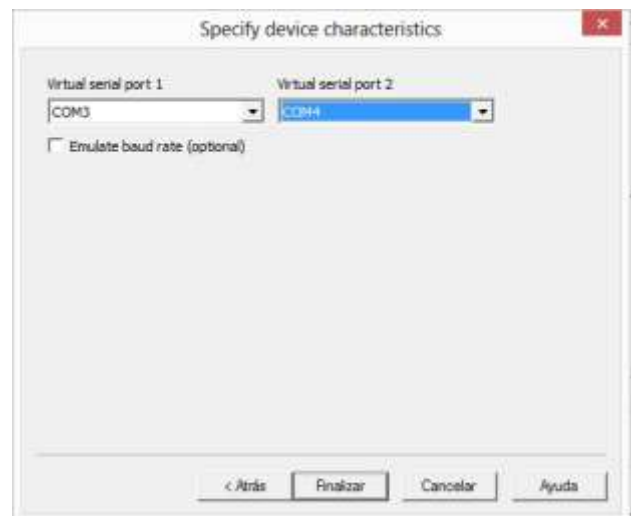 Specify device characteristics
Virtual serial port 1 Virtual serial port 2
COM3 COM4
Emulate baud rate (optional)
< Atrás Finalizar Cancelar Ayuda